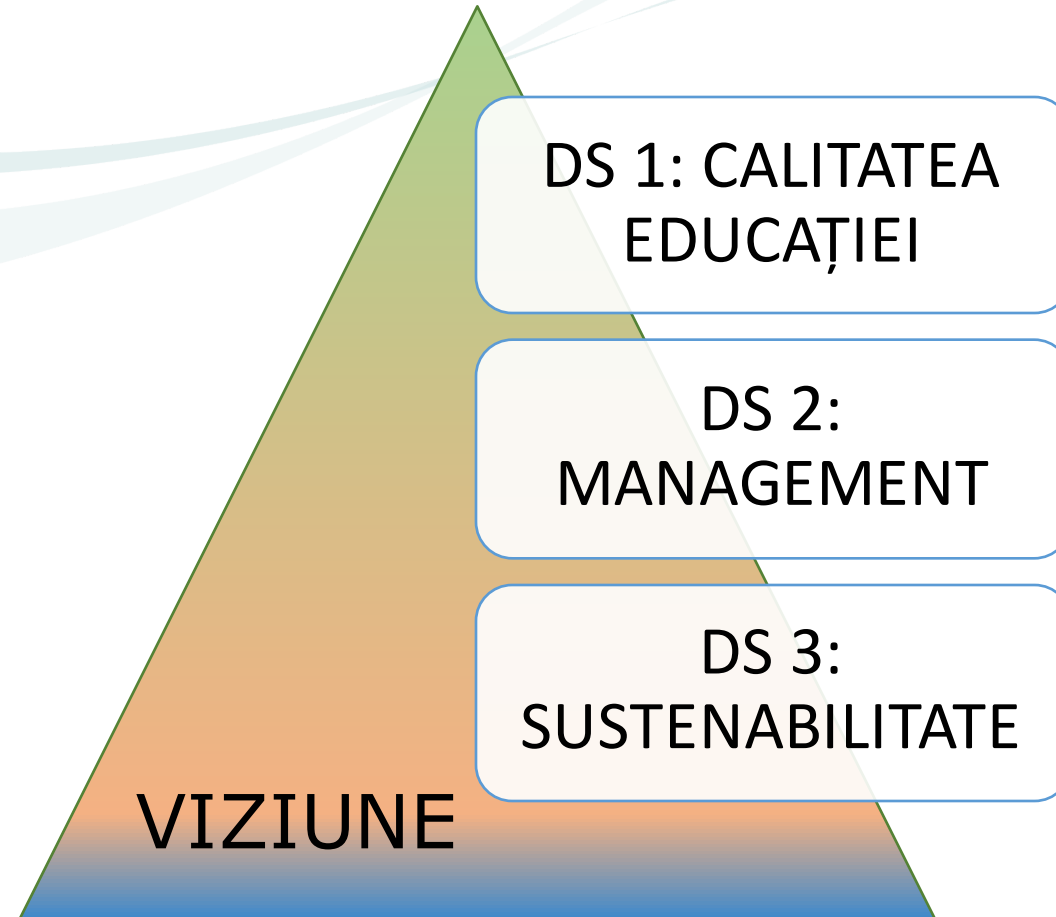 DS 1: CALITATEA
EDUCAȚIEI
DS 2:
MANAGEMENT
DS 3:
SUSTENABILITATE
VIZIUNE